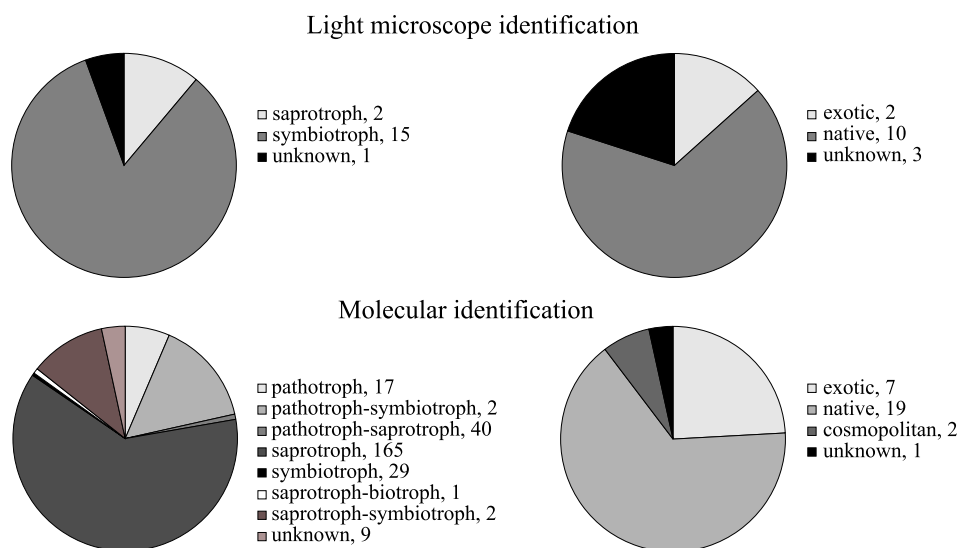 Light microscope identification
saprotroph, 2
symbiotroph, 15
unknown, 1
exotic, 2
native, 10
unknown, 3
Molecular identification
pathotroph, 17
pathotroph-symbiotroph, 2
pathotroph-saprotroph, 40
saprotroph, 165
symbiotroph, 29
saprotroph-biotroph, 1
saprotroph-symbiotroph, 2
unknown, 9
exotic, 7
native, 19
cosmopolitan, 2
unknown, 1